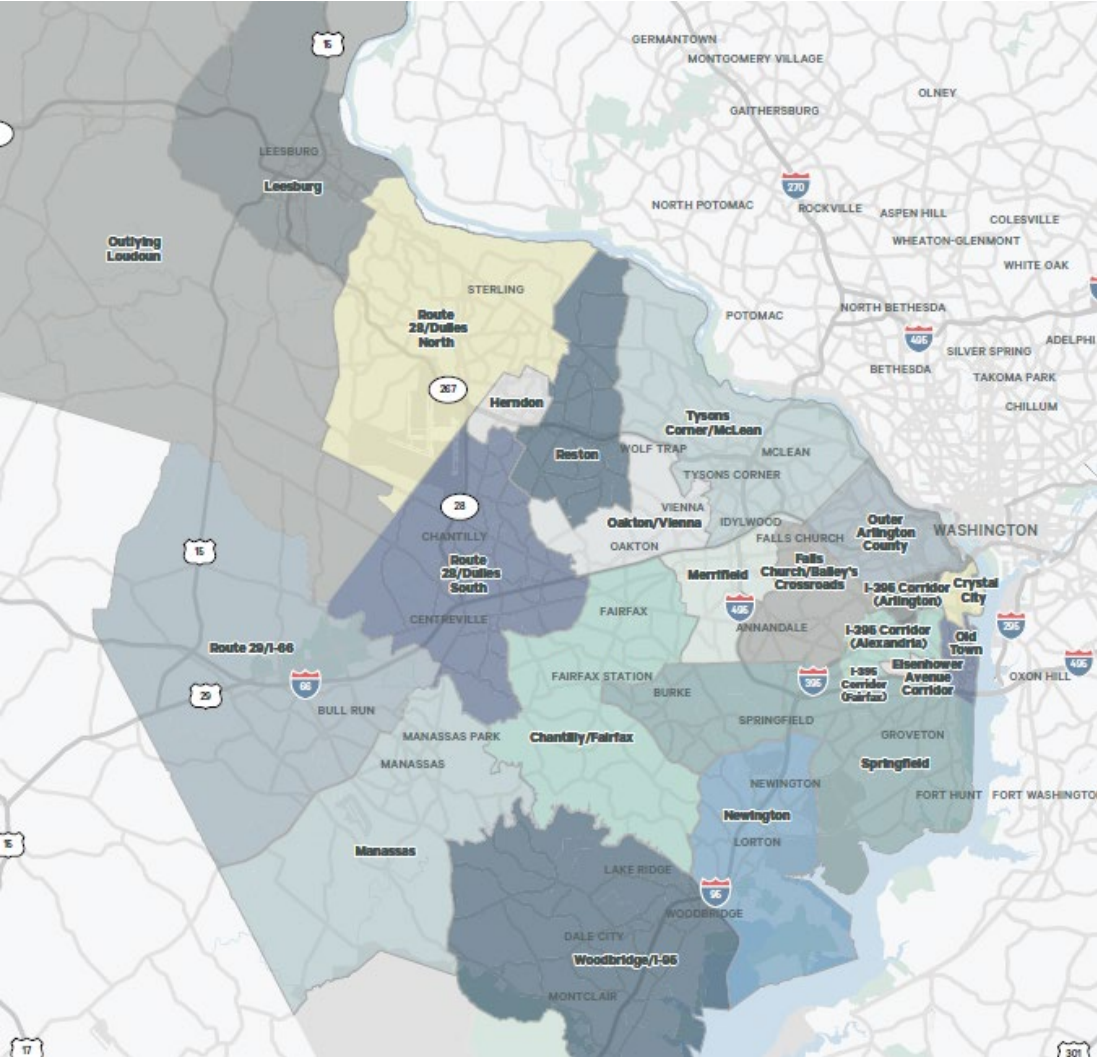 15
GERMANTOWN
MONTGOMERY VILLAGE
OLNEY
GAITHERSBURG
LEESBURG
Leesburg
270
NORTH POTOMAC
ROCKVILLE
ASPEN HILL
COLESVILLE
Outlying
Loudoun
WHEATON-GLENMONT
WHITE OAK
STERLING
Route
28/Dulles
North
POTOMAC
NORTH BETHESDA
495
ADELPHI
SILVER SPRING
BETHESDA
TAKOMA PARK
267
Herndon
CHILLUM
Tysons
Corner/McLean
Reston
WOLF TRAP
MCLEAN
TYSONS CORNER
28
VIENNA
Oakton/Vienna
IDYLWOOD
Outer
Arlington
County
WASHINGTON
CHANTILLY
OAKTON
FALLS CHURCH
15
Route
28/Dulles
South
Merrifield
Falls
Church/Bailey's
Crossroads
I-395 Corridor
(Arlington)
Crystal
City
495
FAIRFAX
CENTREVILLE
ANNANDALE
I-395 Corridor
(Alexandria)
295
Old
Town
Route 29/I-66
66
29
FAIRFAX STATION
395
I-395
Corridor
(Fairfax)
Eisenhower
Avenue
Corridor
495
OXON HILL
BURKE
BULL RUN
SPRINGFIELD
MANASSAS PARK
Chantilly/Fairfax
GROVETON
MANASSAS
Springfield
NEWINGTON
FORT HUNT
FORT WASHINGTO
Newington
15
Manassas
LORTON
LAKE RIDGE
95
WOODBRIDGE
DALE CITY
Woodbridge/I-95
MONTCLAIR
17
301